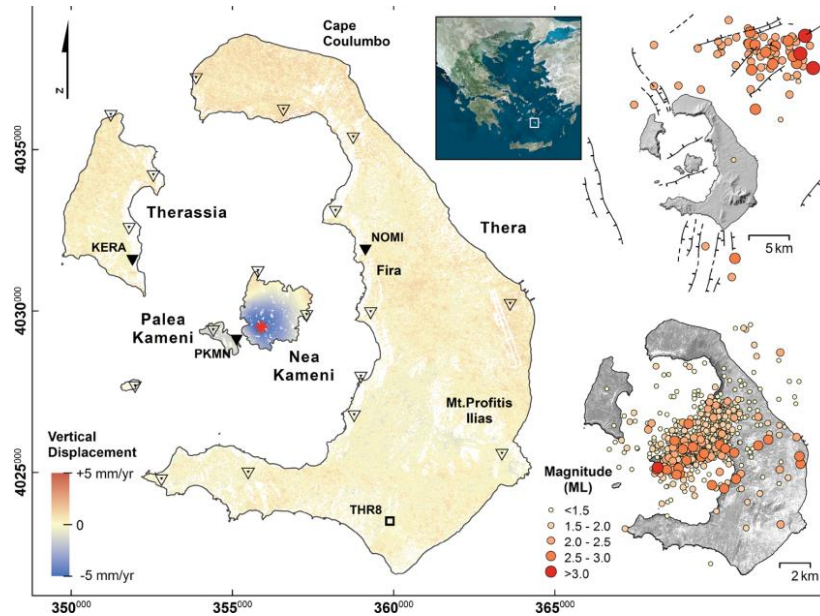 Cape
Coulombo
N
4035⁰⁰⁰
Therassia
Thera
KERA
NOMI
Fira
5 km
4030⁰⁰⁰
Palea
Kameni
PKMN
Nea
Kameni
Mt.Profitis
Ilias
Vertical
Displacement
+5 mm/yr
0
-5 mm/yr
4025⁰⁰⁰
THR8
Magnitude
(ML)
<1.5
1.5 - 2.0
2.0 - 2.5
2.5 - 3.0
>3.0
2 km
350⁰⁰⁰
355⁰⁰⁰
360⁰⁰⁰
365⁰⁰⁰